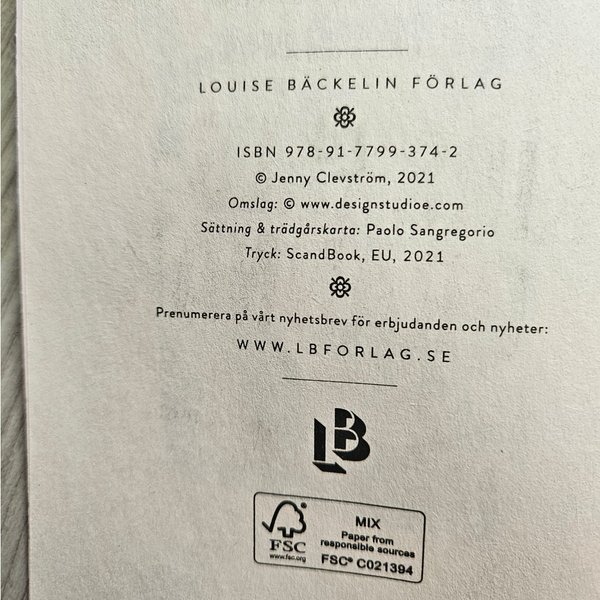 LOUISE BÄCKELIN FÖRLAG
ISBN 978-91-7799-374-2
© Jenny Clevström, 2021
Omslag: © www.designstudioe.com
Sättning & trädgårskarta: Paolo Sangregorio
Tryck: ScandBook, EU, 2021
Prenumerera på vårt nyhetsbrev för erbjudanden och nyheter:
WWW.LBFORLAG.SE
LBF
FSC
www.fsc.org
MIX
Paper from
responsible sources
FSC® C021394